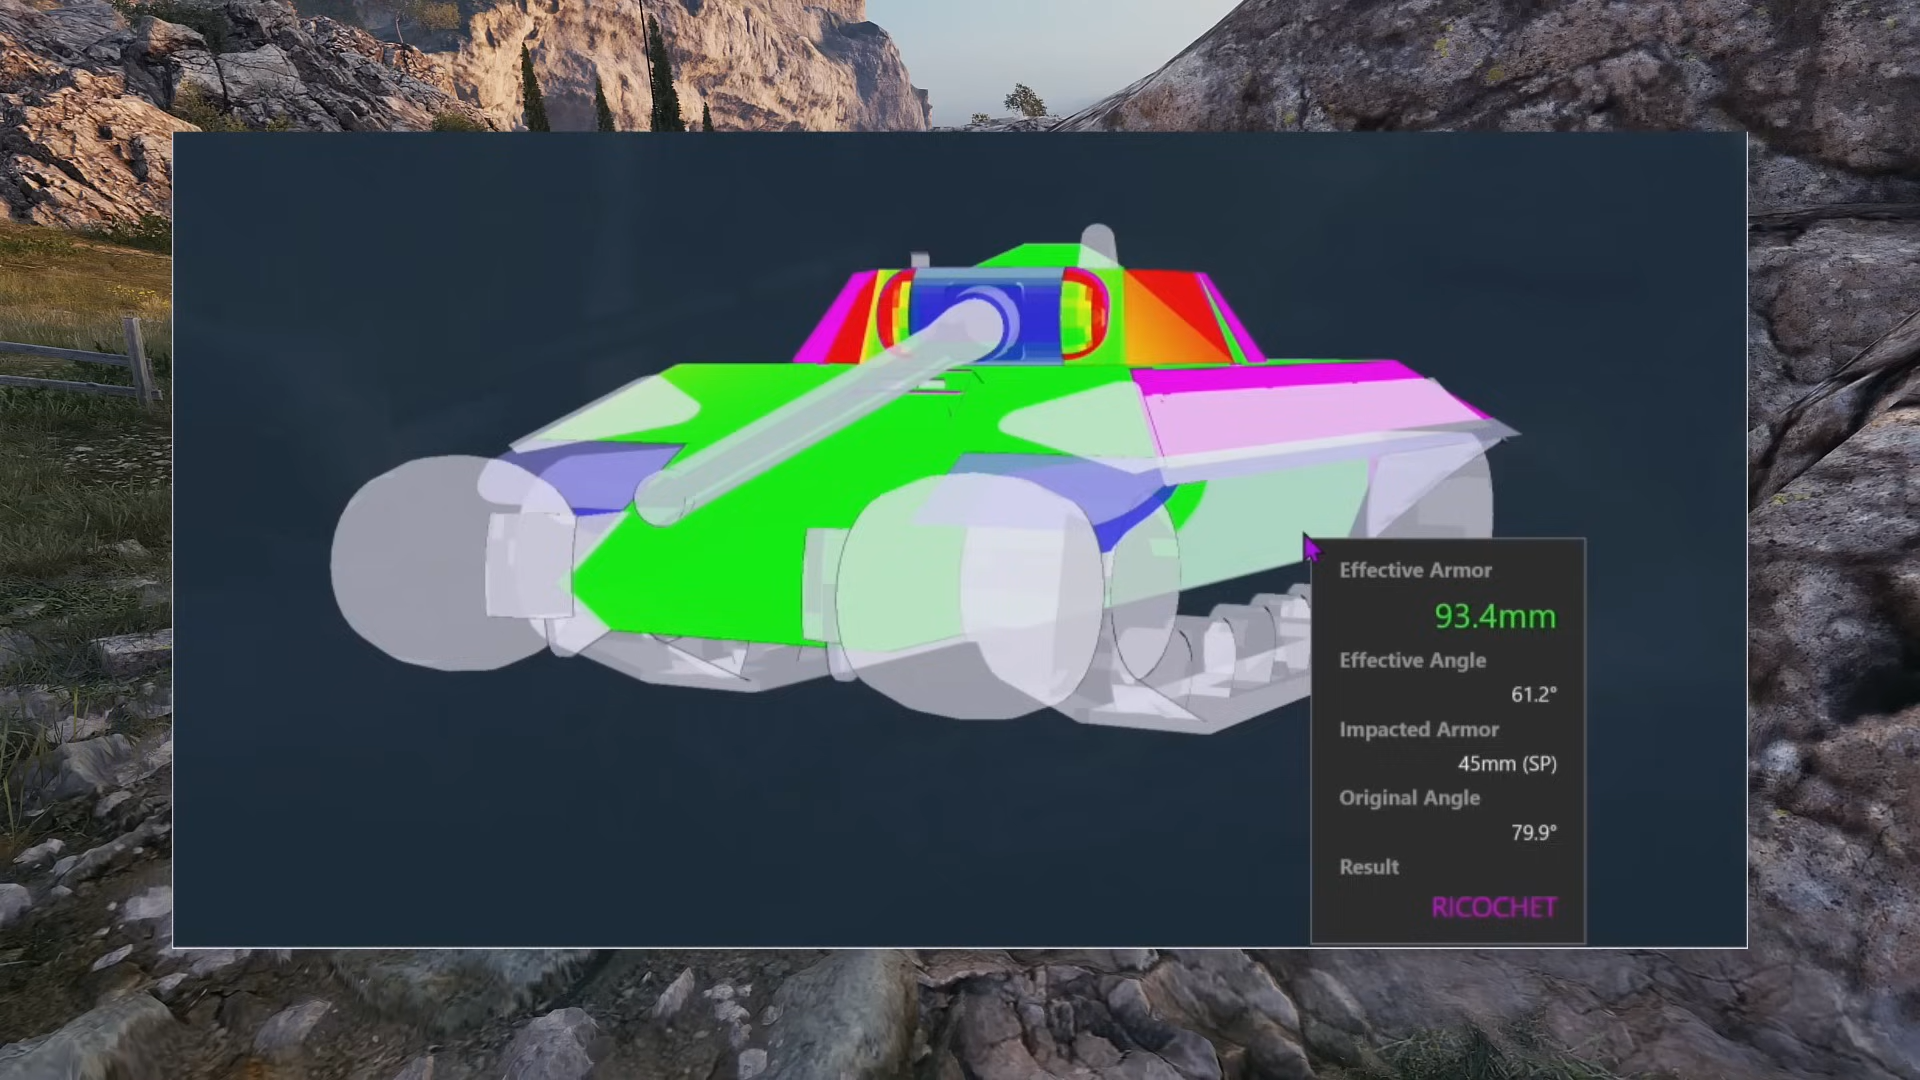 Effective Armor
93.4mm
Effective Angle
61.2°
Impacted Armor
45mm (SP)
Original Angle
79.9°
Result
RICOCHET